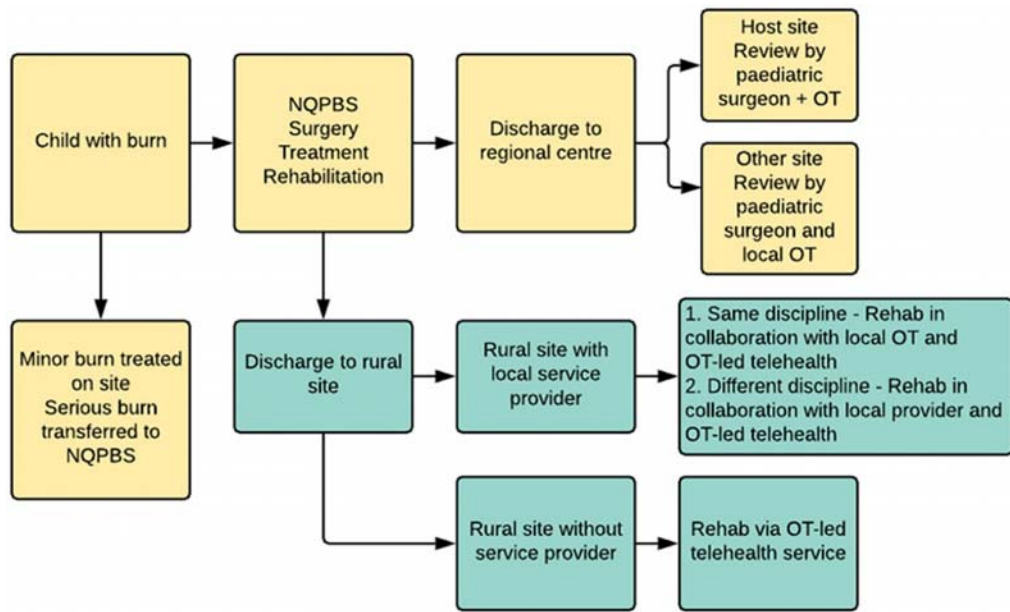 Child with burn
NQPBS
Surgery
Treatment
Rehabilitation
Discharge to
regional centre
Host site
Review by
paediatric
surgeon + OT
Other site
Review by
paediatric
surgeon and
local OT
Minor burn treated
on site
Serious burn
transferred to
NQPBS
Discharge to rural
site
Rural site with
local service
provider
1. Same discipline - Rehab in
collaboration with local OT and
OT-led telehealth
2. Different discipline - Rehab in
collaboration with local provider and
OT-led telehealth
Rural site without
service provider
Rehab via OT-led
telehealth service